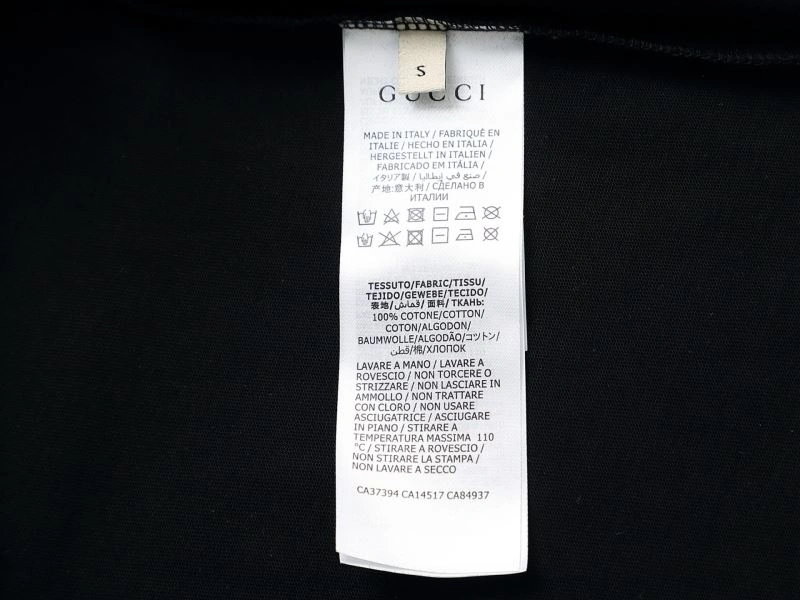 S
GUCCI
MADE IN ITALY / FABRIQUÉ EN
ITALIE / HECHO EN ITALIA /
HERGESTELLT IN ITALIEN /
FABRICADO EM ITÁLIA /
イタリア製 / صنع في إيطاليا /
产地:意大利 / СДЕЛАНО В
ИТАЛИИ
TESSUTO/FABRIC/TISSU/
TEJIDO/GEWEBE/TECIDO/
表地/قماش/面料/ТКАНЬ:
100% COTONE/COTTON/
COTON/ALGODON/
BAUMWOLLE/ALGODÃO/コットン/
قطن/棉/ХЛОПОК
LAVARE A MANO / LAVARE A
ROVESCIO / NON TORCERE O
STRIZZARE / NON LASCIARE IN
AMMOLLO / NON TRATTARE
CON CLORO / NON USARE
ASCIUGATRICE / ASCIUGARE
IN PIANO / STIRARE A
TEMPERATURA MASSIMA 110
°C / STIRARE A ROVESCIO /
NON STIRARE LA STAMPA /
NON LAVARE A SECCO
CA37394 CA14517 CA84937